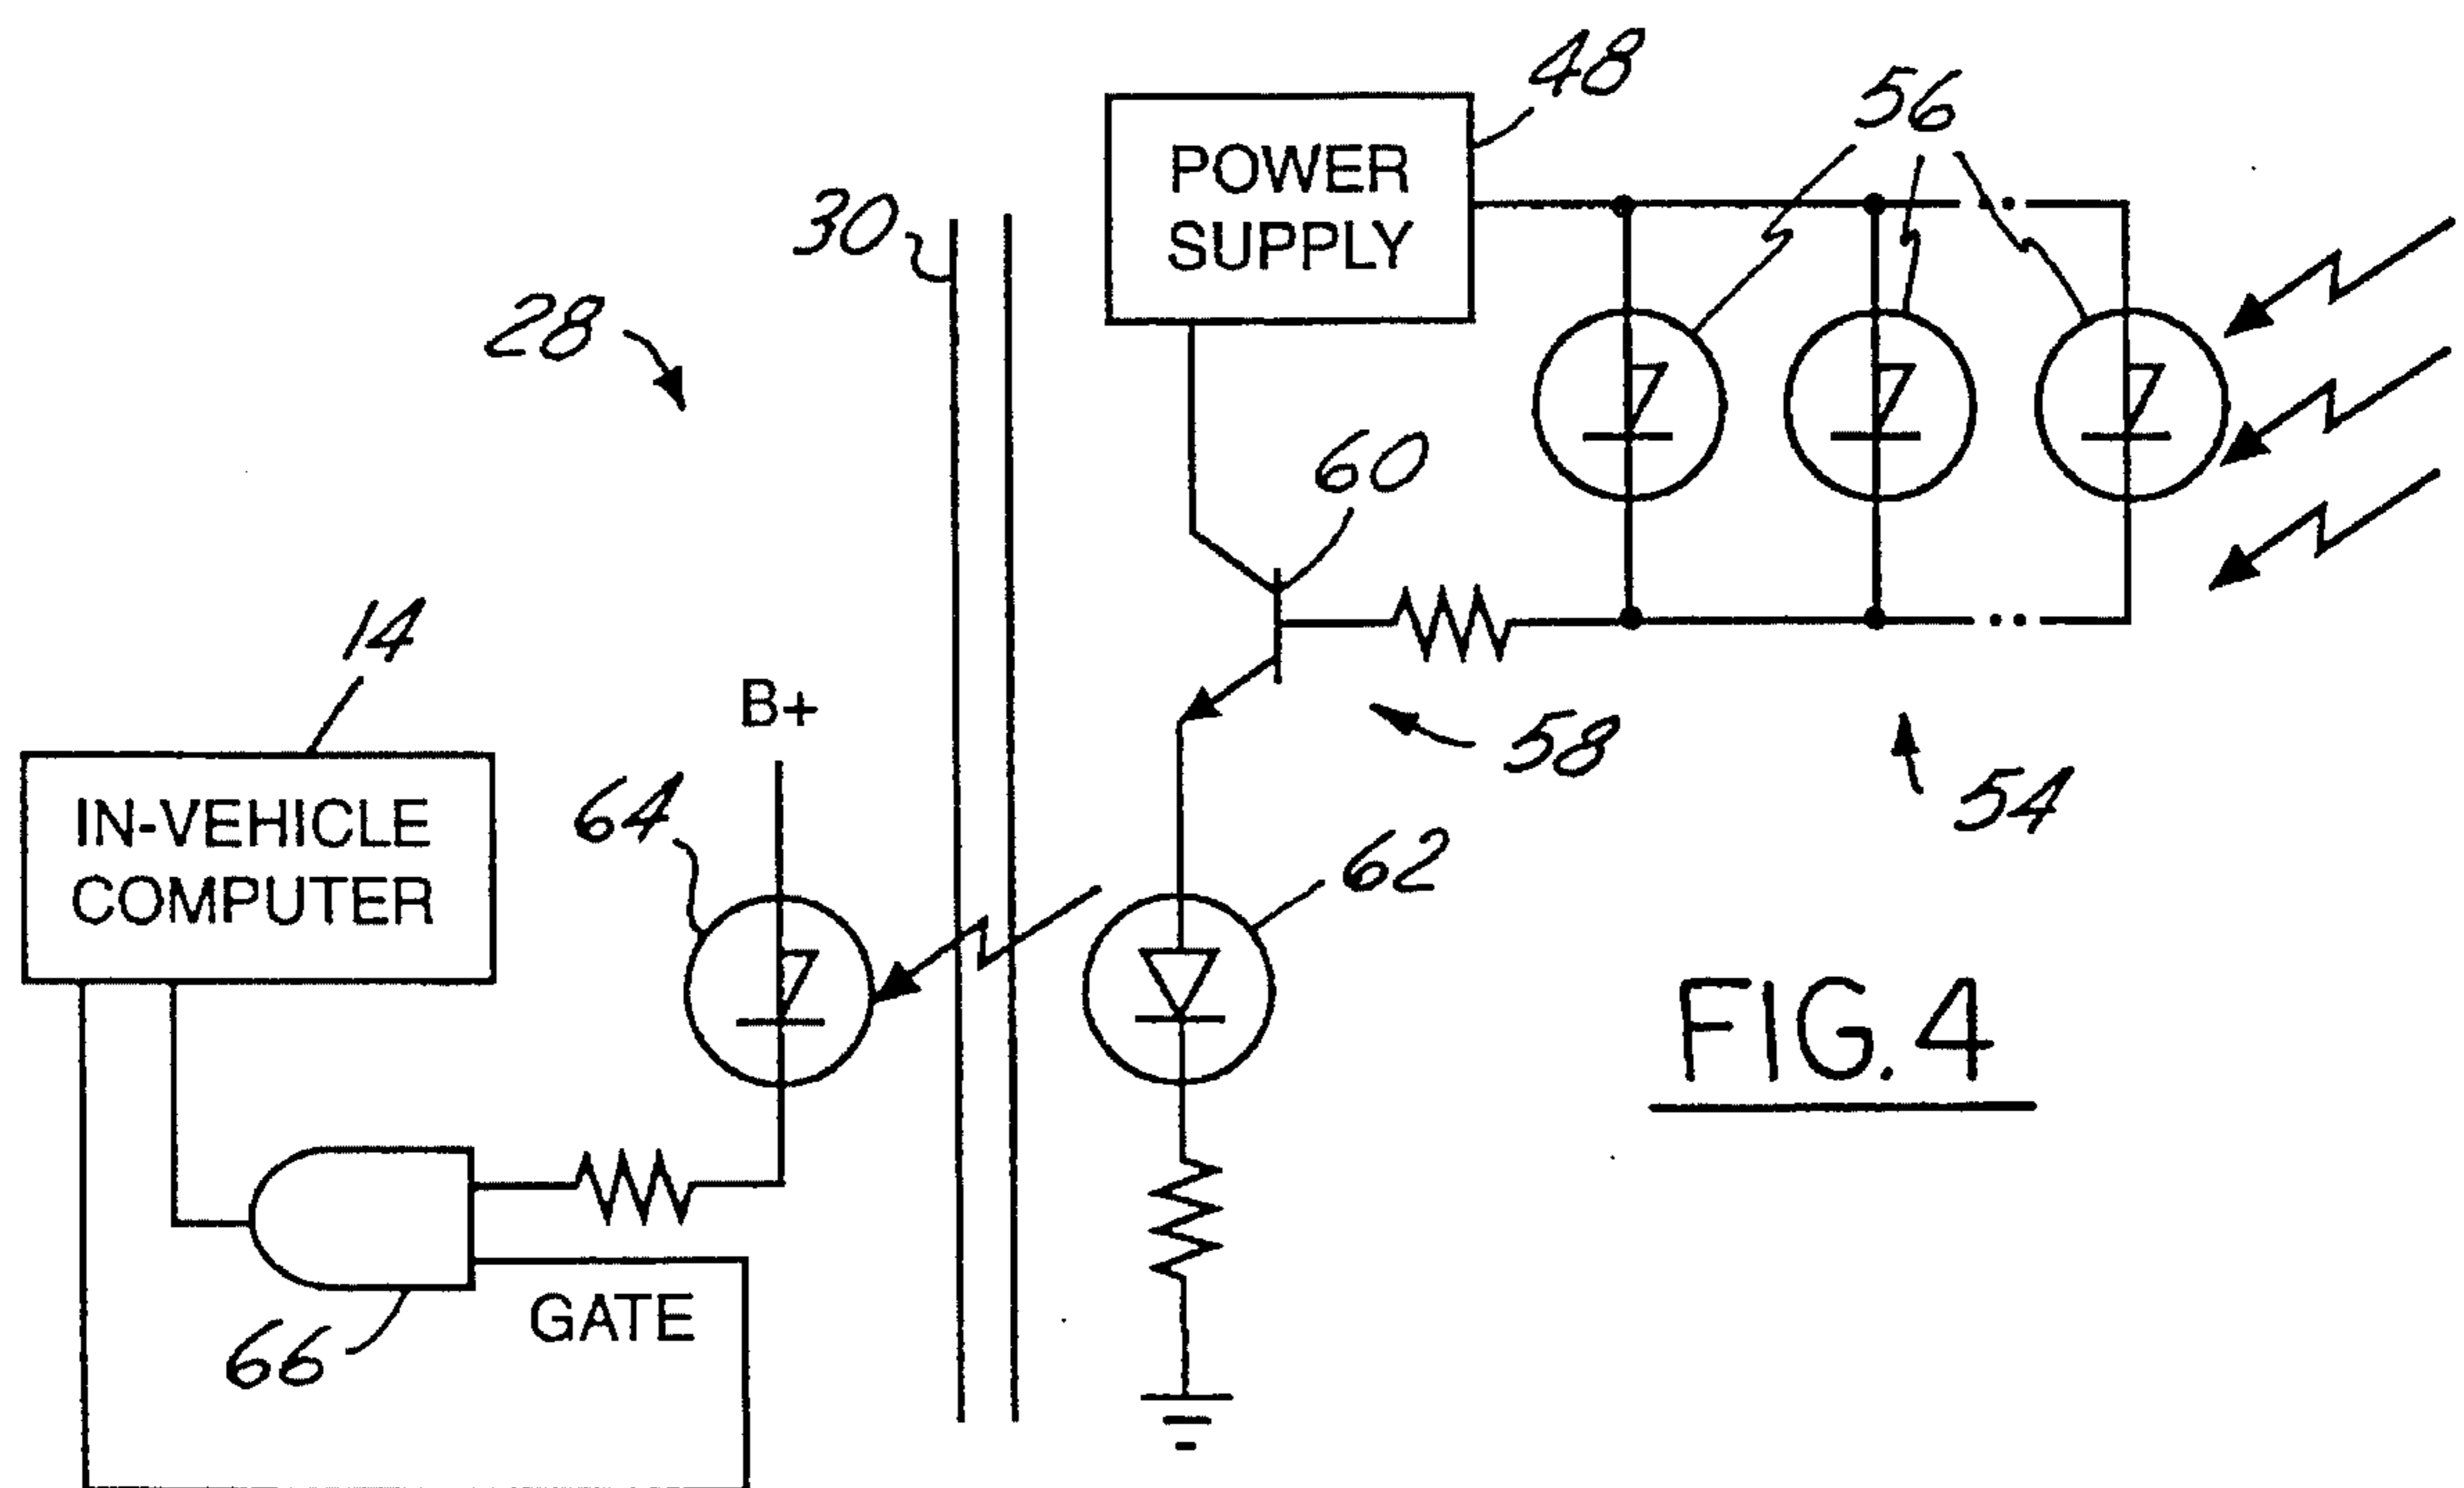 48
POWER
SUPPLY
56
30
28
60
14
B+
58
54
IN-VEHICLE
COMPUTER
64
62
FIG. 4
GATE
66